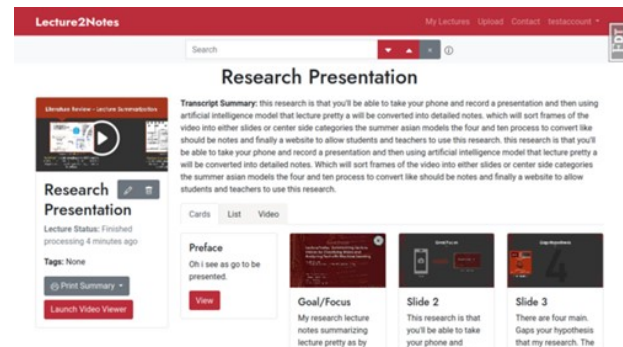 Lecture2Notes
My Lectures Upload Contact testaccount
Search
EDT
Research Presentation
Literature Review - Lecture Summarization
Transcript Summary: this research is that you'll be able to take your phone and record a presentation and then using
artificial intelligence model that lecture pretty a will be converted into detailed notes. which will sort frames of the
video into either slides or center side categories the summer asian models the four and ten process to convert like
should be notes and finally a website to allow students and teachers to use this research. this research is that you'll
be able to take your phone and record a presentation and then using artificial intelligence model that lecture pretty a
will be converted into detailed notes. Which will sort frames of the video into either slides or center side categories
the summer asian models the four and ten process to convert like should be notes and finally a website to allow
students and teachers to use this research.
Research
Presentation
Lecture Status: Finished
processing 4 minutes ago
Tags: None
Print Summary
Launch Video Viewer
Cards List Video
Preface
Oh i see as go to be
presented.
View
Goal/Focus
My research lecture
notes summarizing
lecture pretty as by
Goal/Focus
Slide 2
This research is that
you'll be able to take
your phone and
Gap/Hypothesis
4
Slide 3
There are four main.
Gaps your hypothesis
that my research. The